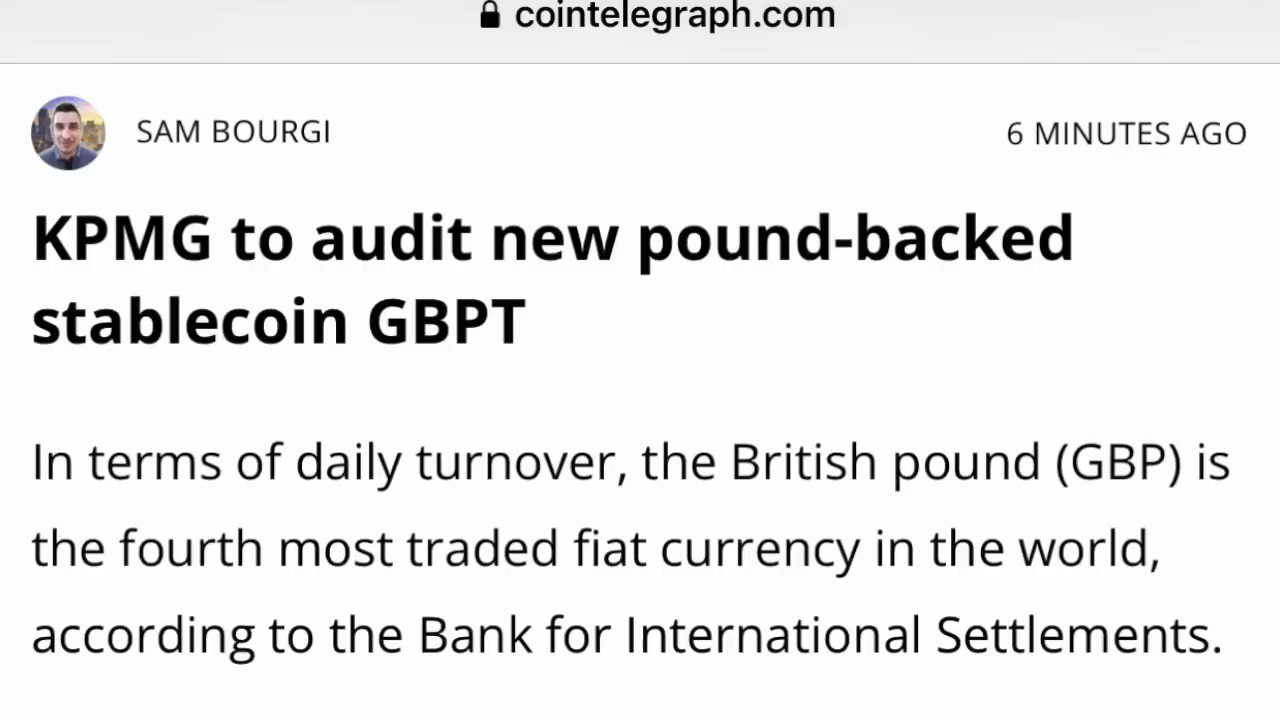 cointelegraph.com
SAM BOURGI
6 MINUTES AGO
KPMG to audit new pound-backed
stablecoin GBPT
In terms of daily turnover, the British pound (GBP) is
the fourth most traded fiat currency in the world,
according to the Bank for International Settlements.